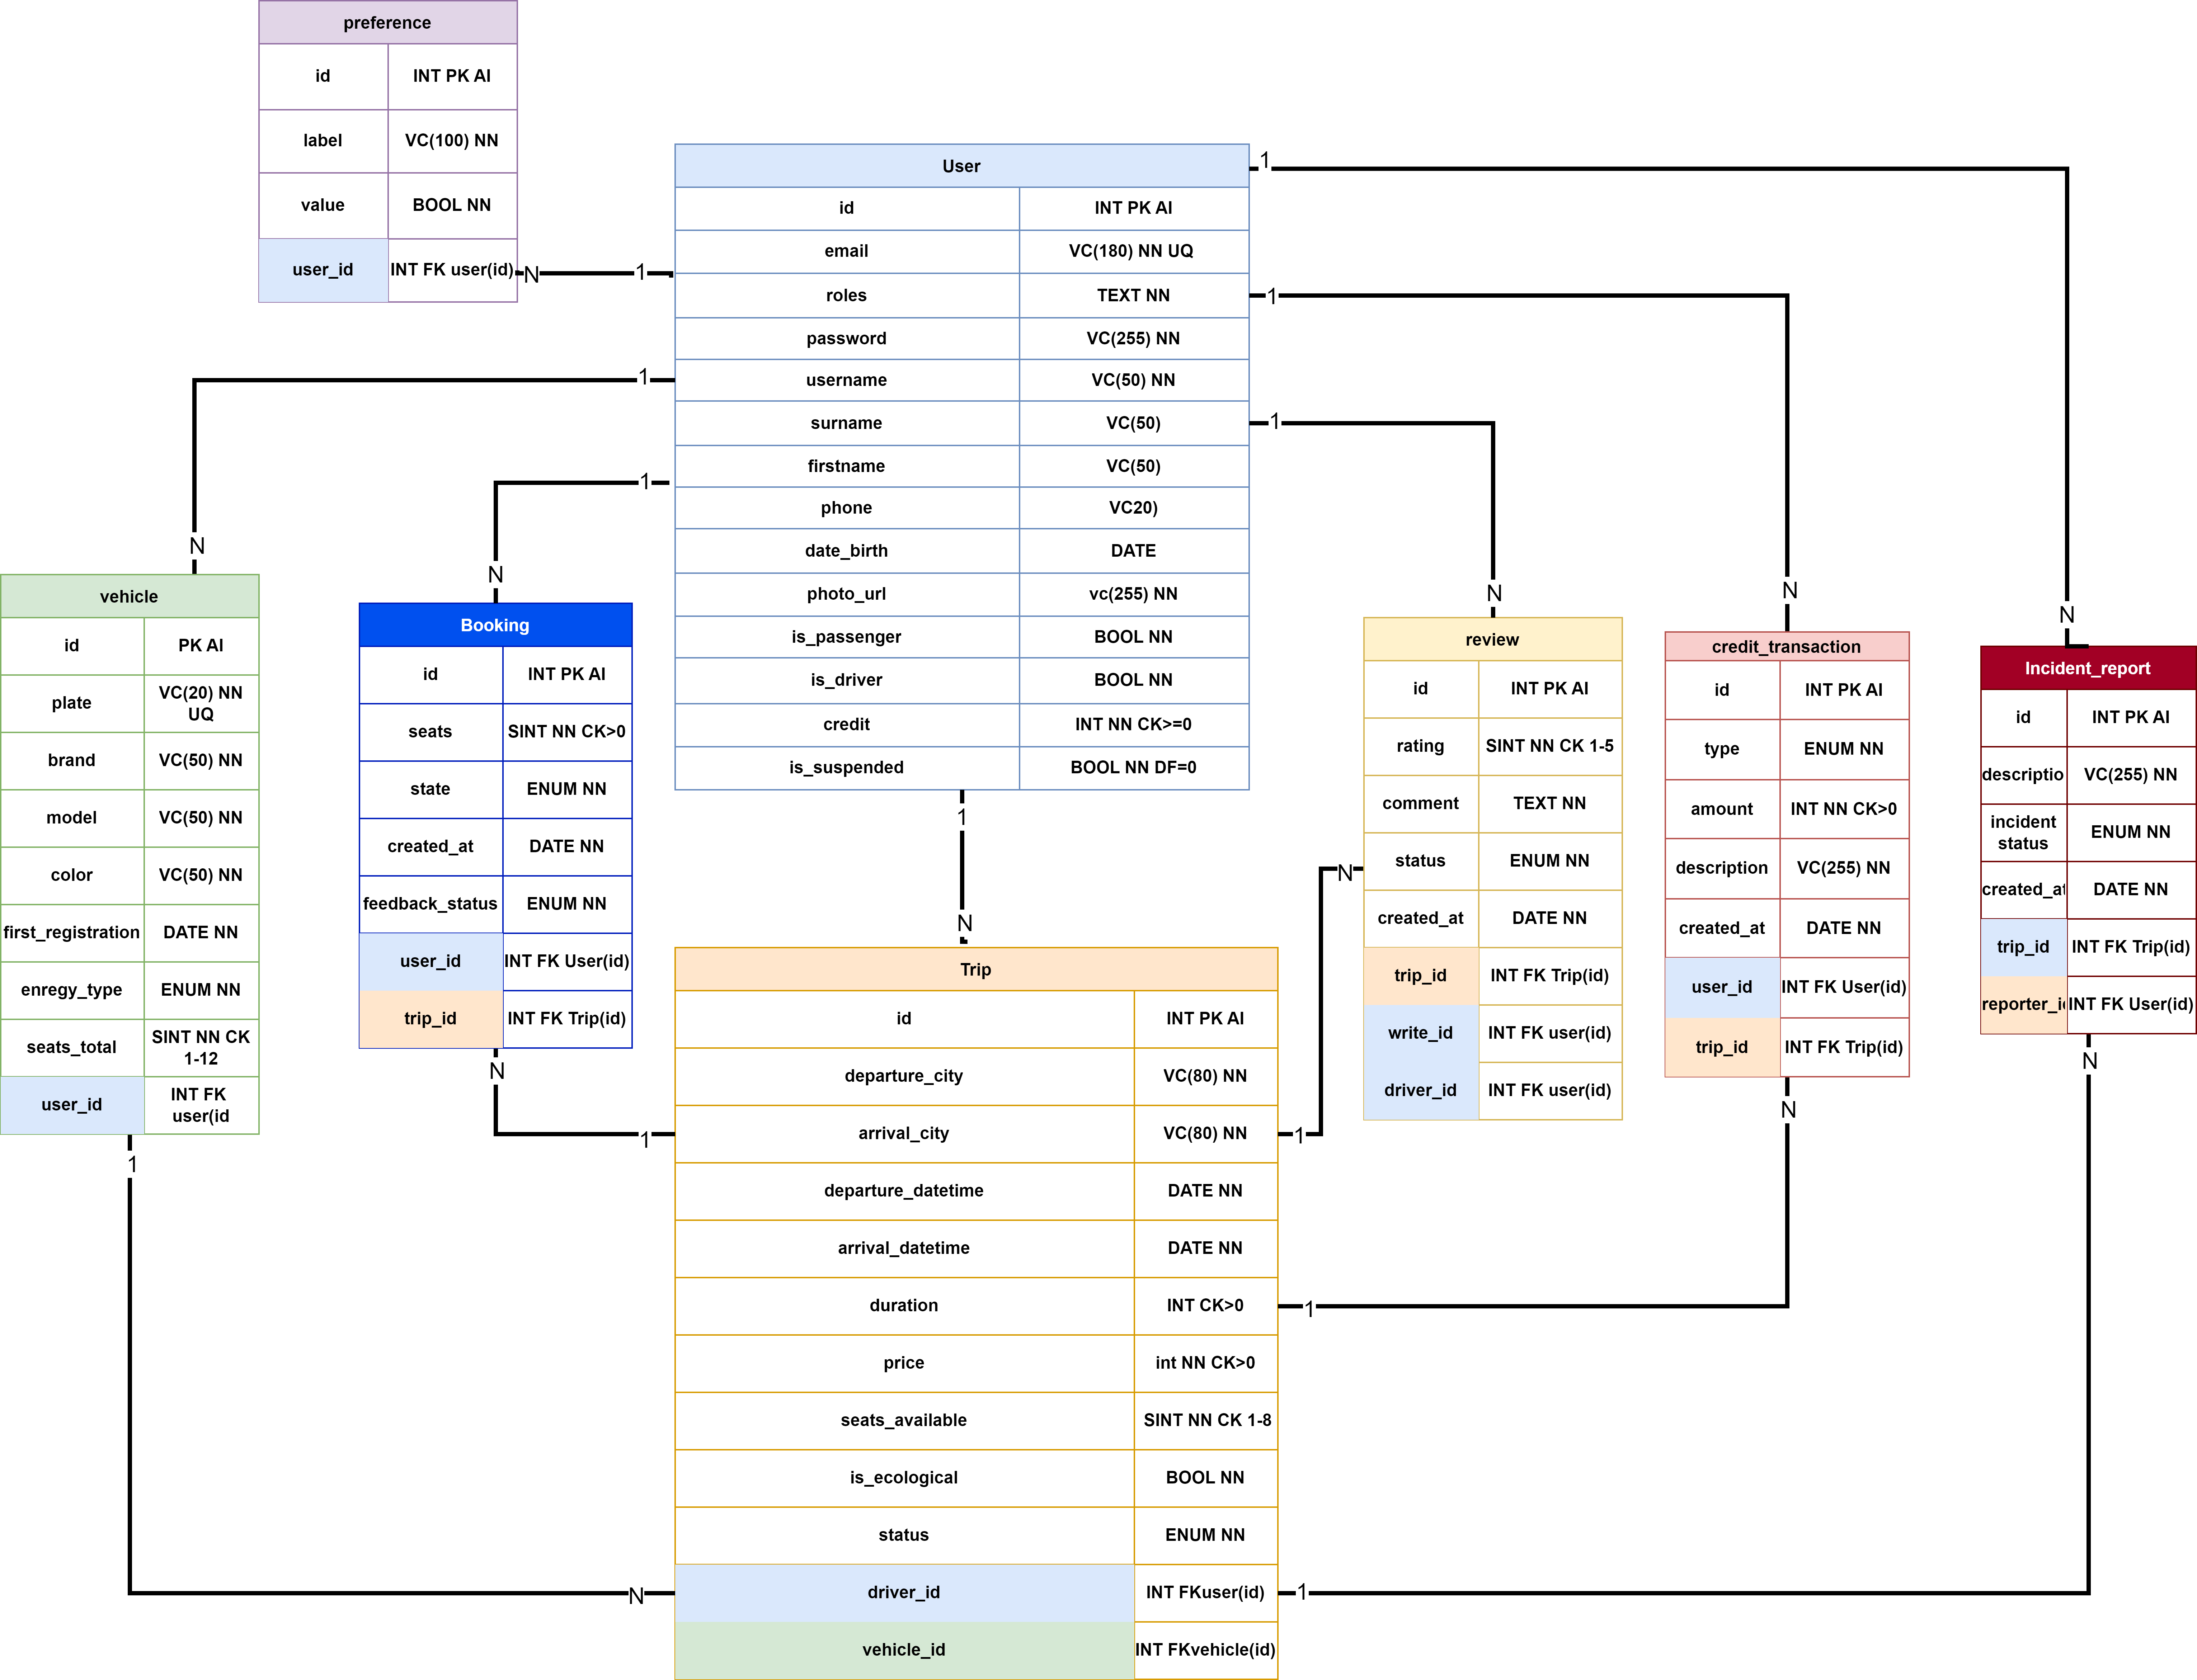 preference
id INT PK AI
label VC(100) NN
value BOOL NN
user_id INT FK user(id)
N 1
User
id INT PK AI
email VC(180) NN UQ
roles TEXT NN
password VC(255) NN
username VC(50) NN
surname VC(50)
firstname VC(50)
phone VC20)
date_birth DATE
photo_url vc(255) NN
is_passenger BOOL NN
is_driver BOOL NN
credit INT NN CK>=0
is_suspended BOOL NN DF=0
1
1
1
1
1
1
N
N
N
N
N
N
vehicle
id PK AI
plate VC(20) NN
UQ
brand VC(50) NN
model VC(50) NN
color VC(50) NN
first_registration DATE NN
enregy_type ENUM NN
seats_total SINT NN CK
1-12
user_id INT FK
user(id
1
Booking
id INT PK AI
seats SINT NN CK>0
state ENUM NN
created_at DATE NN
feedback_status ENUM NN
user_id INT FK User(id)
trip_id INT FK Trip(id)
N
1
review
id INT PK AI
rating SINT NN CK 1-5
comment TEXT NN
status ENUM NN
created_at DATE NN
trip_id INT FK Trip(id)
write_id INT FK user(id)
driver_id INT FK user(id)
N
1
credit_transaction
id INT PK AI
type ENUM NN
amount INT NN CK>0
description VC(255) NN
created_at DATE NN
user_id INT FK User(id)
trip_id INT FK Trip(id)
N
1
Incident_report
id INT PK AI
descriptio VC(255) NN
incident
status ENUM NN
created_at DATE NN
trip_id INT FK Trip(id)
reporter_id INT FK User(id)
N
1
Trip
id INT PK AI
departure_city VC(80) NN
arrival_city VC(80) NN
departure_datetime DATE NN
arrival_datetime DATE NN
duration INT CK>0
price int NN CK>0
seats_available SINT NN CK 1-8
is_ecological BOOL NN
status ENUM NN
driver_id INT FKuser(id)
vehicle_id INT FKvehicle(id)
N